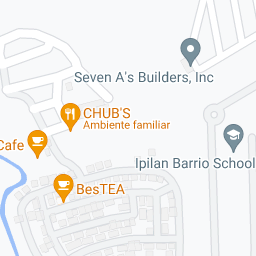 Seven A's Builders, Inc
CHUB'S
Ambiente familiar
Cafe
Ipilan Barrio School
BesTEA